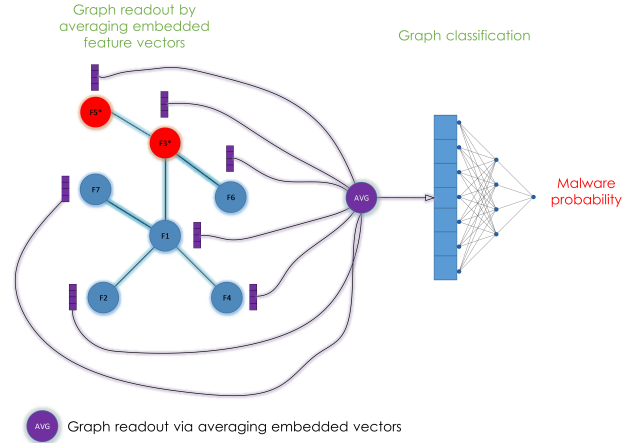 Graph readout by
averaging embedded
feature vectors
Graph classification
F5*
F3*
F7
F6
AVG
Malware
probability
F1
F2
F4
AVG Graph readout via averaging embedded vectors